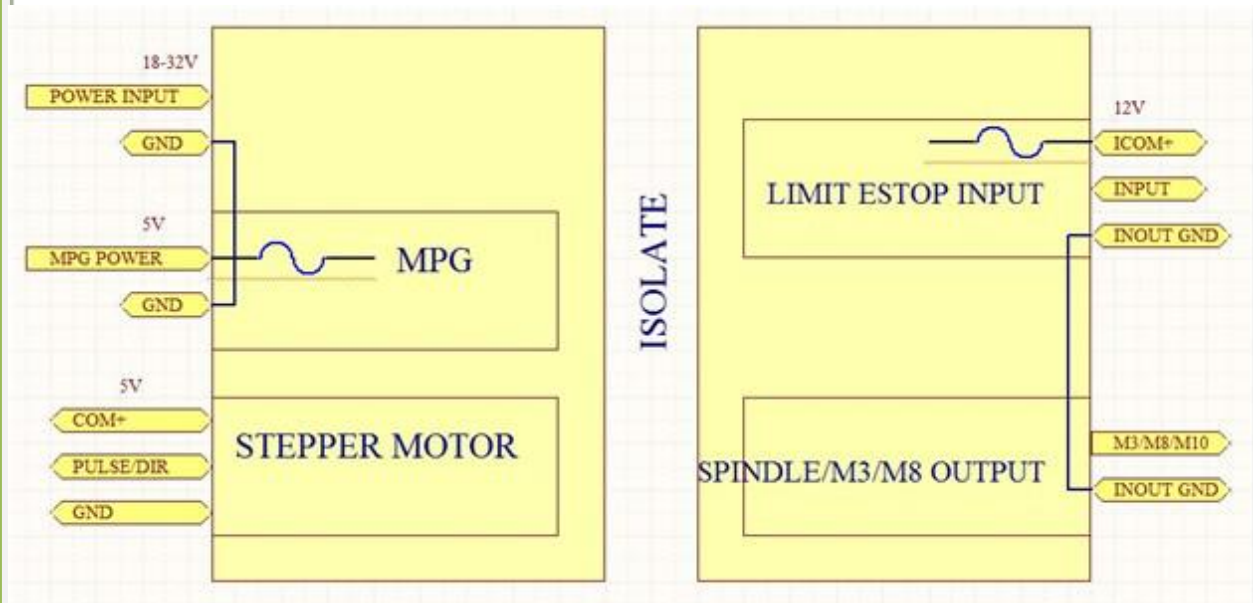 18-32V
POWER INPUT
GND
5V
MPG POWER
GND
MPG
5V
COM+
PULSE/DIR
GND
STEPPER MOTOR
ISOLATE
12V
ICOM+
INPUT
INOUT GND
LIMIT ESTOP INPUT
M3/M8/M10
INOUT GND
SPINDLE/M3/M8 OUTPUT